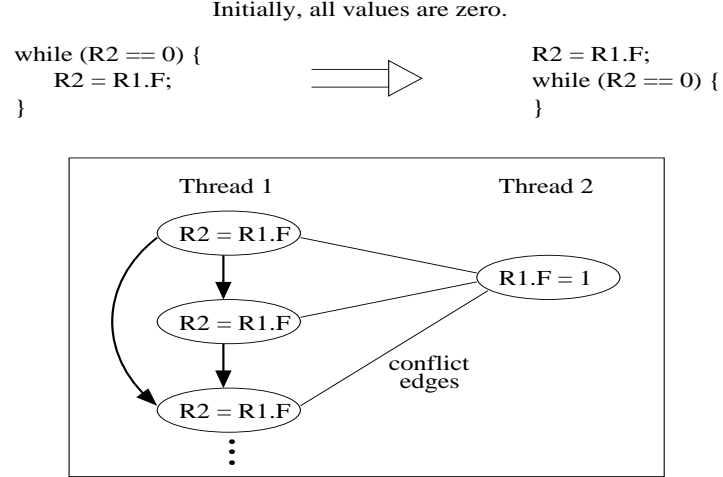 Initially, all values are zero.
while (R2 == 0) {
R2 = R1.F;
}
R2 = R1.F;
while (R2 == 0) {
}
Thread 1
Thread 2
R2 = R1.F
R1.F = 1
R2 = R1.F
conflict
edges
R2 = R1.F